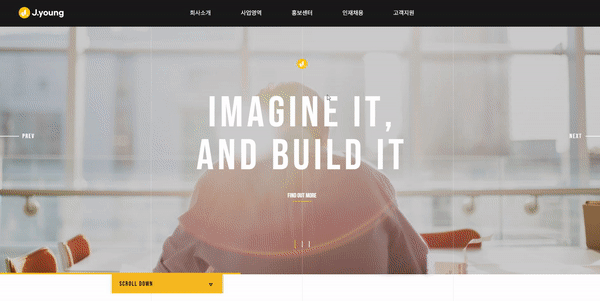 J.young
회사소개
사업영역
홍보센터
인재채용
고객지원
IMAGINE IT,
AND BUILD IT
PREV
NEXT
FIND OUT MORE
SCROLL DOWN